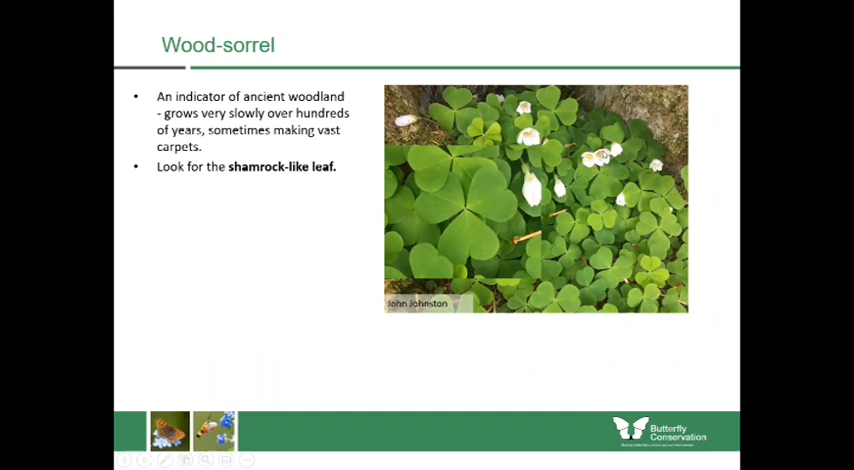 Wood-sorrel
• An indicator of ancient woodland
- grows very slowly over hundreds
of years, sometimes making vast
carpets.
• Look for the shamrock-like leaf.
John Johnston
Butterfly
Conservation